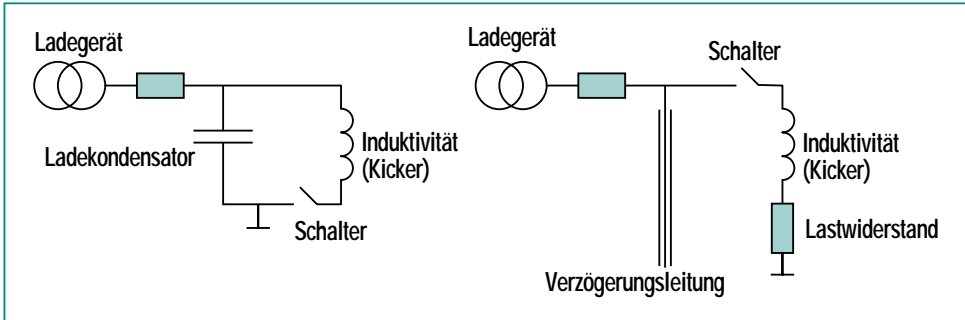 Ladegerät
Ladekondensator
Induktivität
(Kicker)
Schalter
Ladegerät
Schalter
Induktivität
(Kicker)
Lastwiderstand
Verzögerungsleitung